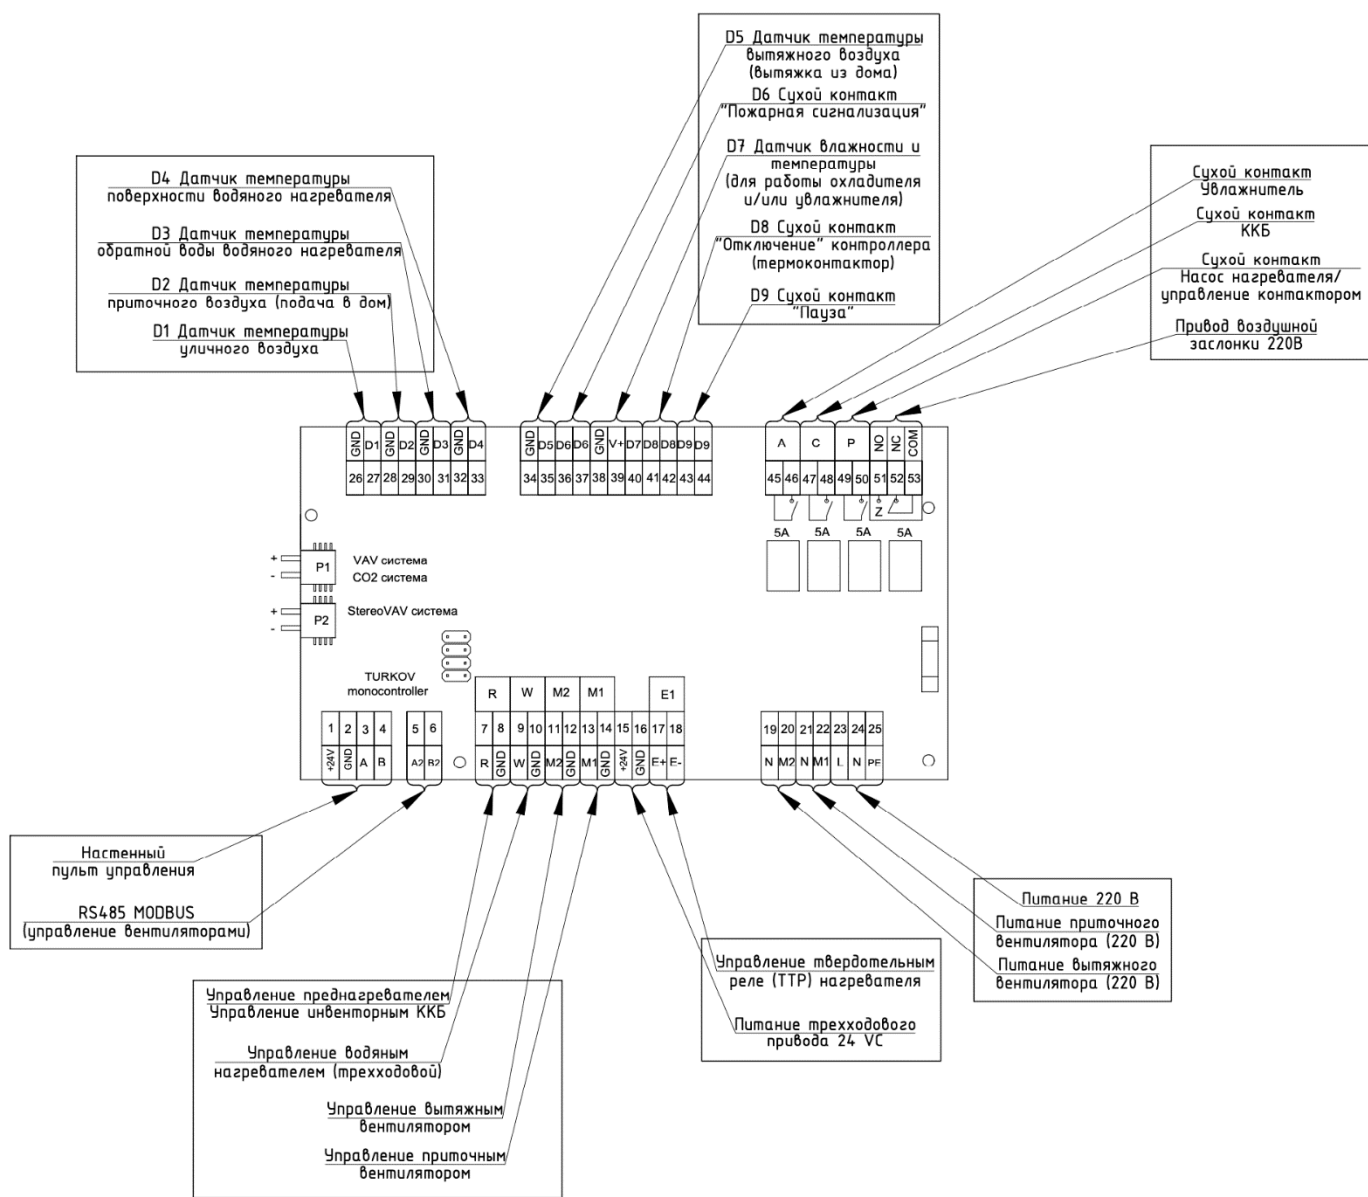 D5 Датчик температуры
вытяжного воздуха
(вытяжка из дома)
D6 Сухой контакт
"Пожарная сигнализация"
D7 Датчик влажности и
температуры
(для работы охладителя
и/или увлажнителя)
D8 Сухой контакт
"Отключение" контроллера
(термоконтактор)
D9 Сухой контакт
"Пауза"
D4 Датчик температуры
поверхности водяного нагревателя
D3 Датчик температуры
обратной воды водяного нагревателя
D2 Датчик температуры
приточного воздуха (подача в дом)
D1 Датчик температуры
уличного воздуха
Сухой контакт
Увлажнитель
Сухой контакт
ККБ
Сухой контакт
Насос нагревателя/
управление контактором
Привод воздушной
заслонки 220В
GND D1 GND D2 GND D3 GND D4
26 27 28 29 30 31 32 33
GND D5 D6 D6 GND V+ D7 D8 D8 D9 D9
34 35 36 37 38 39 40 41 42 43 44
A C P NO NC COM
45 46 47 48 49 50 51 52 53
Z
5A 5A 5A 5A
+
-
P1
VAV система
CO2 система
+
-
P2
StereoVAV система
TURKOV
monocontroller
R W M2 M1 E1
1 2 3 4 5 6 7 8 9 10 11 12 13 14 15 16 17 18 19 20 21 22 23 24 25
+24V GND A B A2 B2 R GND W GND M2 GND M1 GND +24V GND E+ E- N M2 N M1 L N PE
Настенный
пульт управления
RS485 MODBUS
(управление вентиляторами)
Управление преднагревателем
Управление инвенторным ККБ
Управление водяным
нагревателем (трехходовой)
Управление вытяжным
вентилятором
Управление приточным
вентилятором
Управление твердотельным
реле (ТТР) нагревателя
Питание трехходового
привода 24 VC
Питание 220 В
Питание приточного
вентилятора (220 В)
Питание вытяжного
вентилятора (220 В)